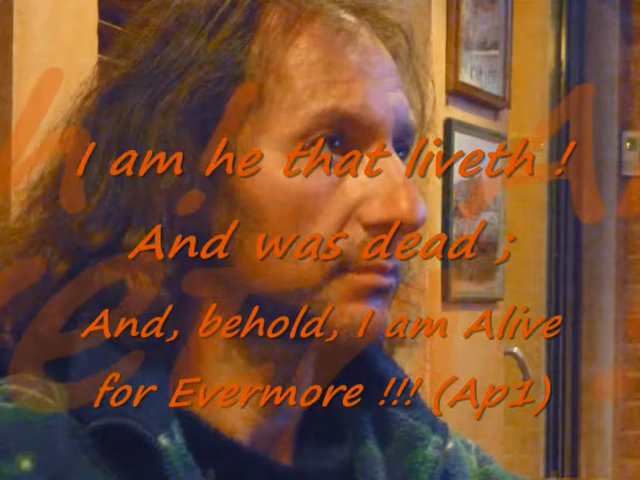 I am he that liveth !
And was dead ;
And, behold, I am Alive
for Evermore !!! (Ap1)